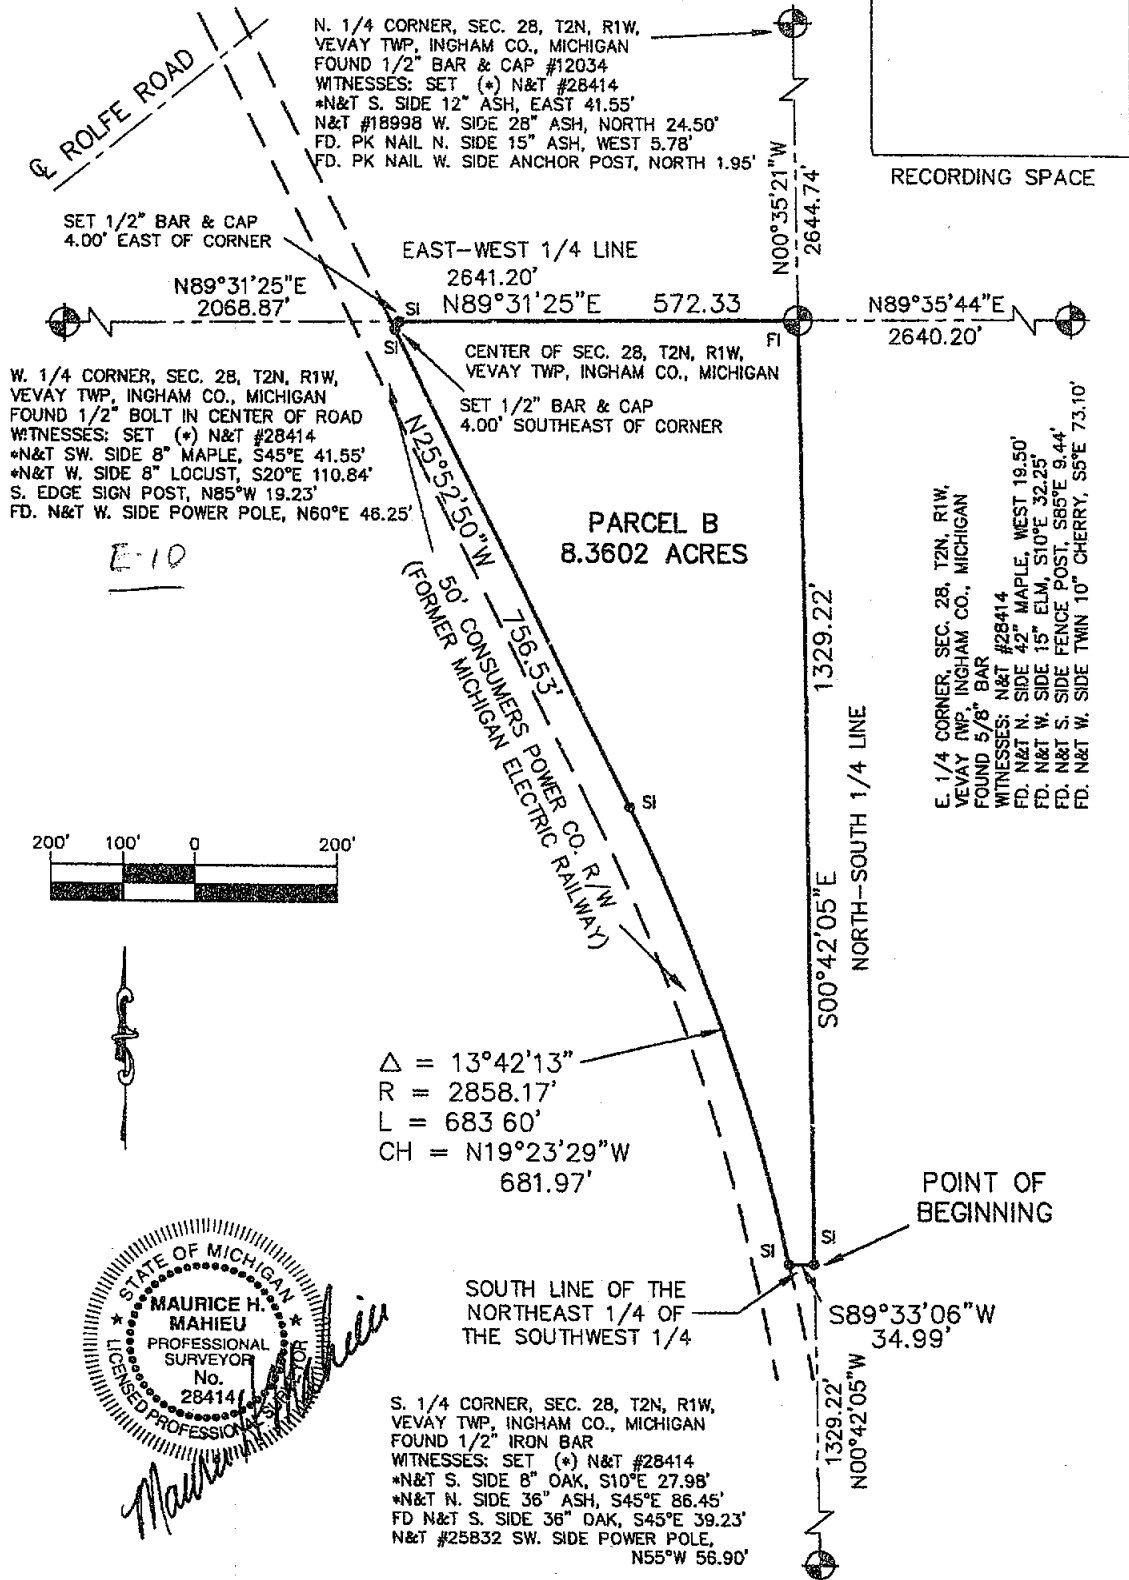 N. 1/4 CORNER, SEC. 28, T2N, R1W,
VEVAY TWP, INGHAM CO., MICHIGAN
FOUND 1/2" BAR & CAP #12034
WITNESSES: SET (*) N&T #28414
*N&T S. SIDE 12" ASH, EAST 41.55'
N&T #18998 W. SIDE 28" ASH, NORTH 24.50'
FD. PK NAIL N. SIDE 15" ASH, WEST 5.78'
FD. PK NAIL W. SIDE ANCHOR POST, NORTH 1.95'
℄ ROLFE ROAD
N00°35'21"W
2644.74'
RECORDING SPACE
SET 1/2" BAR & CAP
4.00' EAST OF CORNER
EAST-WEST 1/4 LINE
2641.20'
N89°31'25"E
2068.87'
SI
N89°31'25"E 572.33
N89°35'44"E
2640.20'
SI
FI
CENTER OF SEC. 28, T2N, R1W,
VEVAY TWP, INGHAM CO., MICHIGAN
SET 1/2" BAR & CAP
4.00' SOUTHEAST OF CORNER
W. 1/4 CORNER, SEC. 28, T2N, R1W,
VEVAY TWP, INGHAM CO., MICHIGAN
FOUND 1/2" BOLT IN CENTER OF ROAD
WITNESSES: SET (*) N&T #28414
*N&T SW. SIDE 8" MAPLE, S45°E 41.55'
*N&T W. SIDE 8" LOCUST, S20°E 110.84'
S. EDGE SIGN POST, N85°W 19.23'
FD. N&T W. SIDE POWER POLE, N60°E 46.25'
E-10
N25°52'50"W 756.53'
50' CONSUMERS POWER CO. R/W
(FORMER MICHIGAN ELECTRIC RAILWAY)
PARCEL B
8.3602 ACRES
1329.22'
S00°42'05"E
NORTH-SOUTH 1/4 LINE
E. 1/4 CORNER, SEC. 28, T2N, R1W,
VEVAY TWP, INGHAM CO., MICHIGAN
FOUND 5/8" BAR
WITNESSES: N&T #28414
FD. N&T N. SIDE 42" MAPLE, WEST 19.50'
FD. N&T W. SIDE 15" ELM, S10°E 32.25'
FD. N&T S. SIDE FENCE POST, S85°E 9.44'
FD. N&T W. SIDE TWIN 10" CHERRY, S5°E 73.10'
SI
200' 100' 0 200'
Δ = 13°42'13"
R = 2858.17'
L = 683 60'
CH = N19°23'29"W
681.97'
POINT OF
BEGINNING
SI
SI
SOUTH LINE OF THE
NORTHEAST 1/4 OF
THE SOUTHWEST 1/4
S89°33'06"W
34.99'
STATE OF MICHIGAN
MAURICE H.
MAHIEU
PROFESSIONAL
SURVEYOR
No.
28414
LICENSED PROFESSIONAL SURVEYOR
Maurice H. Mahieu
1329.22'
N00°42'05"W
S. 1/4 CORNER, SEC. 28, T2N, R1W,
VEVAY TWP, INGHAM CO., MICHIGAN
FOUND 1/2" IRON BAR
WITNESSES: SET (*) N&T #28414
*N&T S. SIDE 8" OAK, S10°E 27.98'
*N&T N. SIDE 36" ASH, S45°E 86.45'
FD N&T S. SIDE 36" OAK, S45°E 39.23'
N&T #25832 SW. SIDE POWER POLE,
N55°W 56.90'